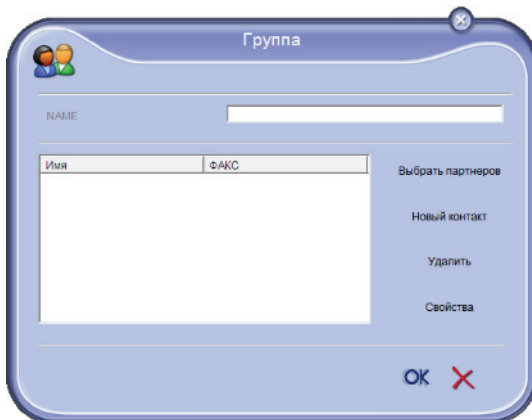 Группа
NAME
Имя ФАКС
Выбрать партнеров
Новый контакт
Удалить
Свойства
OK